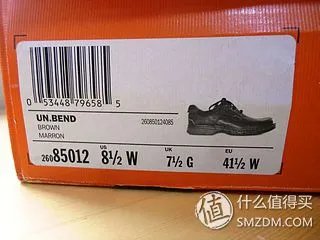 0 53448 79658 5
UN.BEND
260850124085
BROWN
MARRON
US UK EU
26085012 8½ W 7½ G 41½ W
值 什么值得买
SMZDM.COM